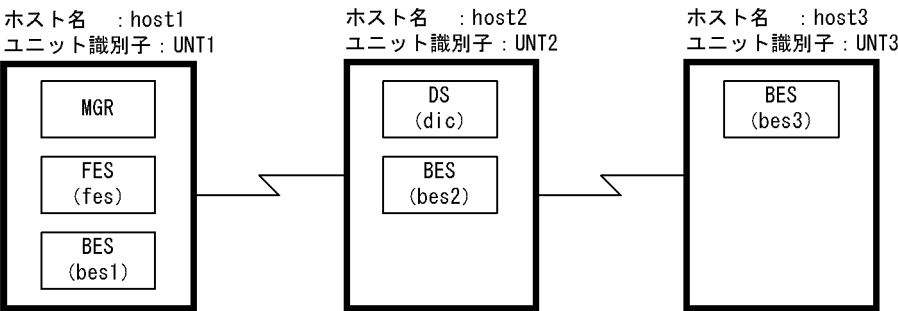 ホスト名　：host1
ユニット識別子：UNT1
MGR
FES
(fes)
BES
(bes1)
ホスト名　：host2
ユニット識別子：UNT2
DS
(dic)
BES
(bes2)
ホスト名　：host3
ユニット識別子：UNT3
BES
(bes3)